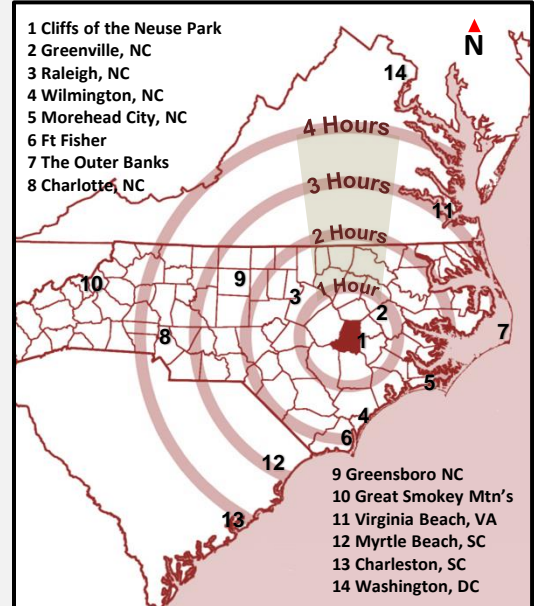 1 Cliffs of the Neuse Park
2 Greenville, NC
3 Raleigh, NC
4 Wilmington, NC
5 Morehead City, NC
6 Ft Fisher
7 The Outer Banks
8 Charlotte, NC
N
14
4 Hours
3 Hours
11
2 Hours
10
9
3
1 Hour
2
8
1
7
5
4
6
12
13
9 Greensboro NC
10 Great Smokey Mtn's
11 Virginia Beach, VA
12 Myrtle Beach, SC
13 Charleston, SC
14 Washington, DC